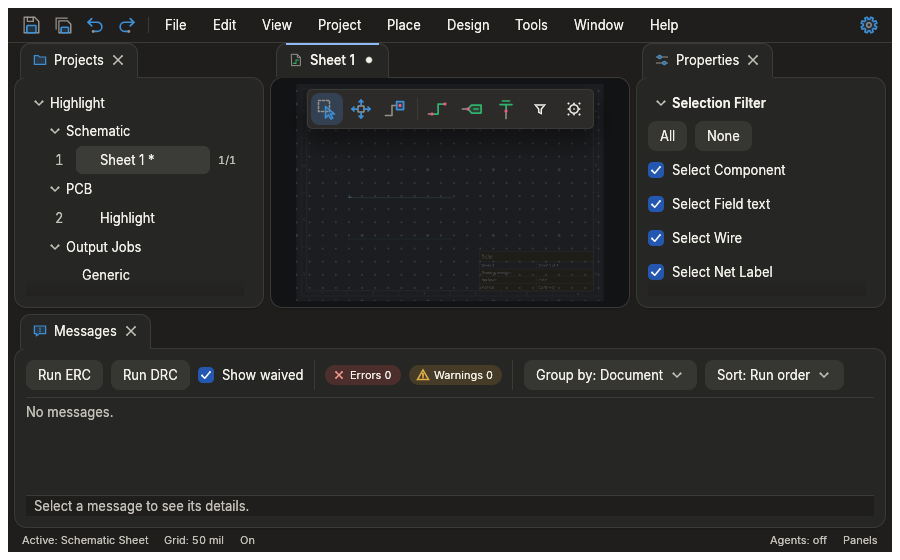 File Edit View Project Place Design Tools Window Help
Projects
Sheet 1
Properties
Highlight
Schematic
1 Sheet 1 * 1/1
PCB
2 Highlight
Output Jobs
Generic
Selection Filter
All None
Select Component
Select Field text
Select Wire
Select Net Label
Messages
Run ERC Run DRC Show waived Errors 0 Warnings 0 Group by: Document Sort: Run order
No messages.
Select a message to see its details.
Active: Schematic Sheet Grid: 50 mil On Agents: off Panels